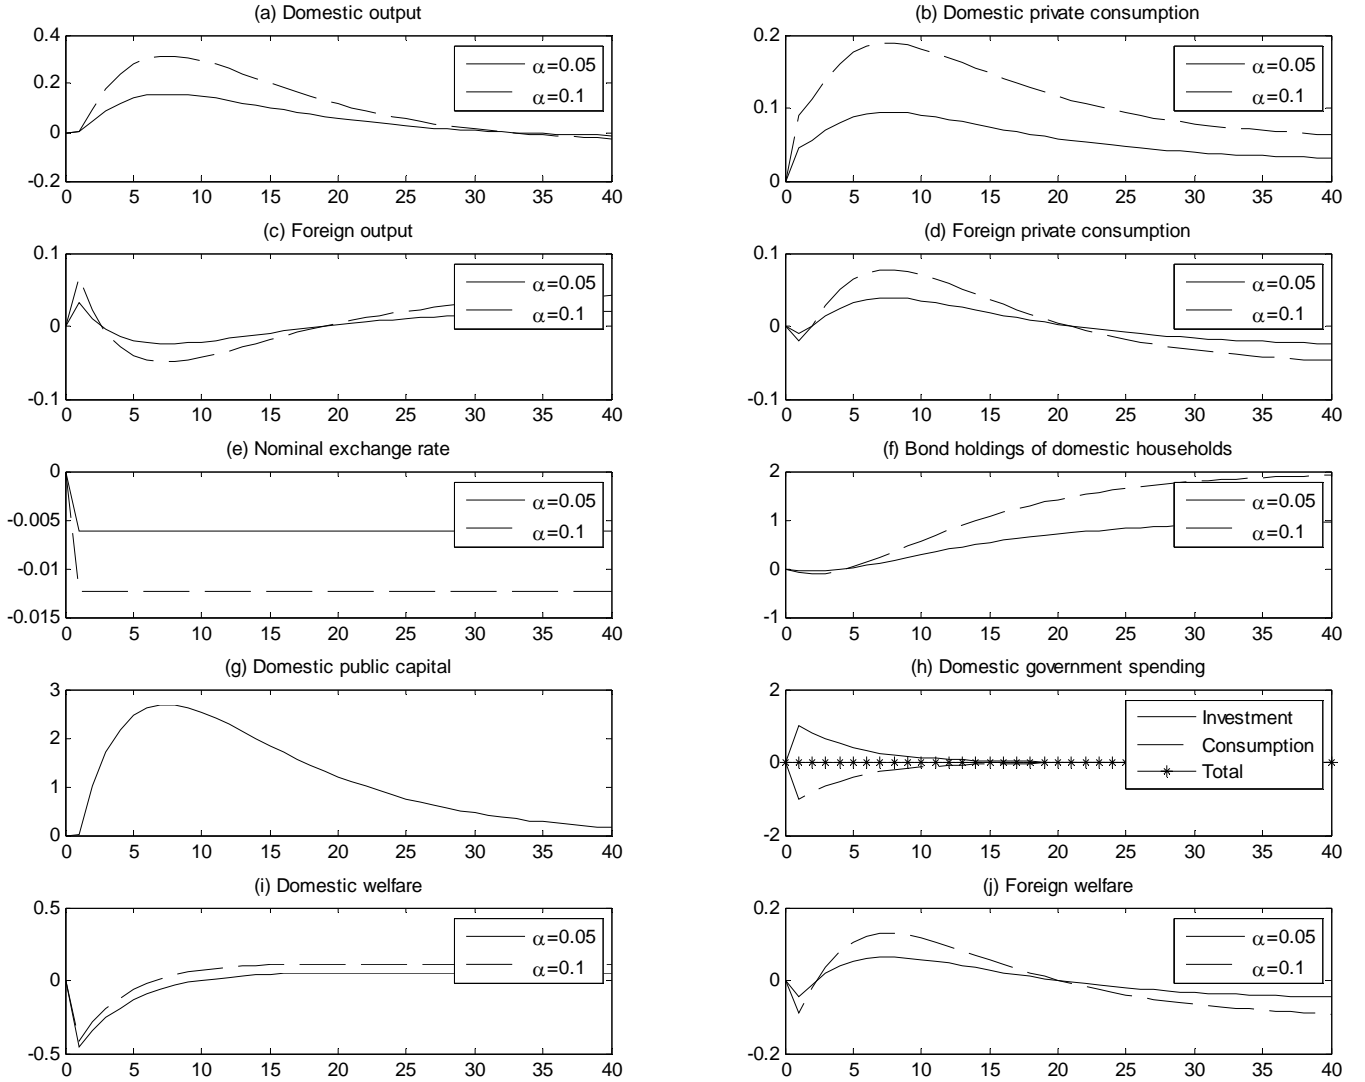 (a) Domestic output
0.4
0.2
0
-0.2
0 5 10 15 20 25 30 35 40
α=0.05
α=0.1
(b) Domestic private consumption
0.2
0.1
0
0 5 10 15 20 25 30 35 40
α=0.05
α=0.1
(c) Foreign output
0.1
0
-0.1
0 5 10 15 20 25 30 35 40
α=0.05
α=0.1
(d) Foreign private consumption
0.1
0
-0.1
0 5 10 15 20 25 30 35 40
α=0.05
α=0.1
(e) Nominal exchange rate
0
-0.005
-0.01
-0.015
0 5 10 15 20 25 30 35 40
α=0.05
α=0.1
(f) Bond holdings of domestic households
2
1
0
-1
0 5 10 15 20 25 30 35 40
α=0.05
α=0.1
(g) Domestic public capital
3
2
1
0
0 5 10 15 20 25 30 35 40
(h) Domestic government spending
2
0
-2
0 5 10 15 20 25 30 35 40
Investment
Consumption
Total
(i) Domestic welfare
0.5
0
-0.5
0 5 10 15 20 25 30 35 40
α=0.05
α=0.1
(j) Foreign welfare
0.2
0
-0.2
0 5 10 15 20 25 30 35 40
α=0.05
α=0.1